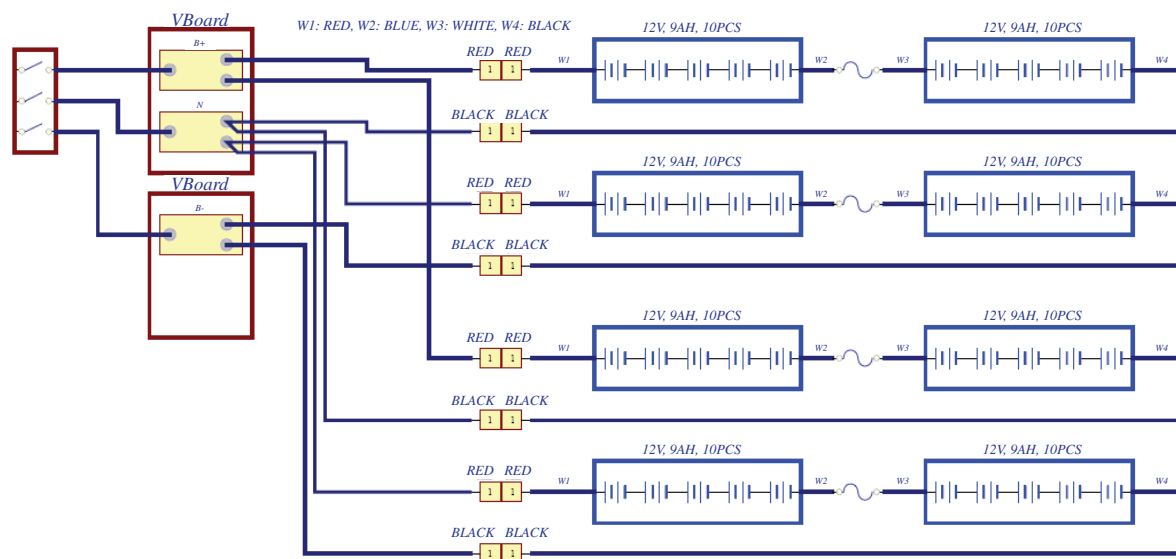 VBoard
W1: RED, W2: BLUE, W3: WHITE, W4: BLACK
12V, 9AH, 10PCS 12V, 9AH, 10PCS
B+
RED RED
W1 W2 W3 W4
1 1
N
BLACK BLACK
1 1
12V, 9AH, 10PCS 12V, 9AH, 10PCS
VBoard
RED RED
W1 W2 W3 W4
1 1
B-
BLACK BLACK
1 1
12V, 9AH, 10PCS 12V, 9AH, 10PCS
RED RED
W1 W2 W3 W4
1 1
BLACK BLACK
1 1
12V, 9AH, 10PCS 12V, 9AH, 10PCS
RED RED
W1 W2 W3 W4
1 1
BLACK BLACK
1 1